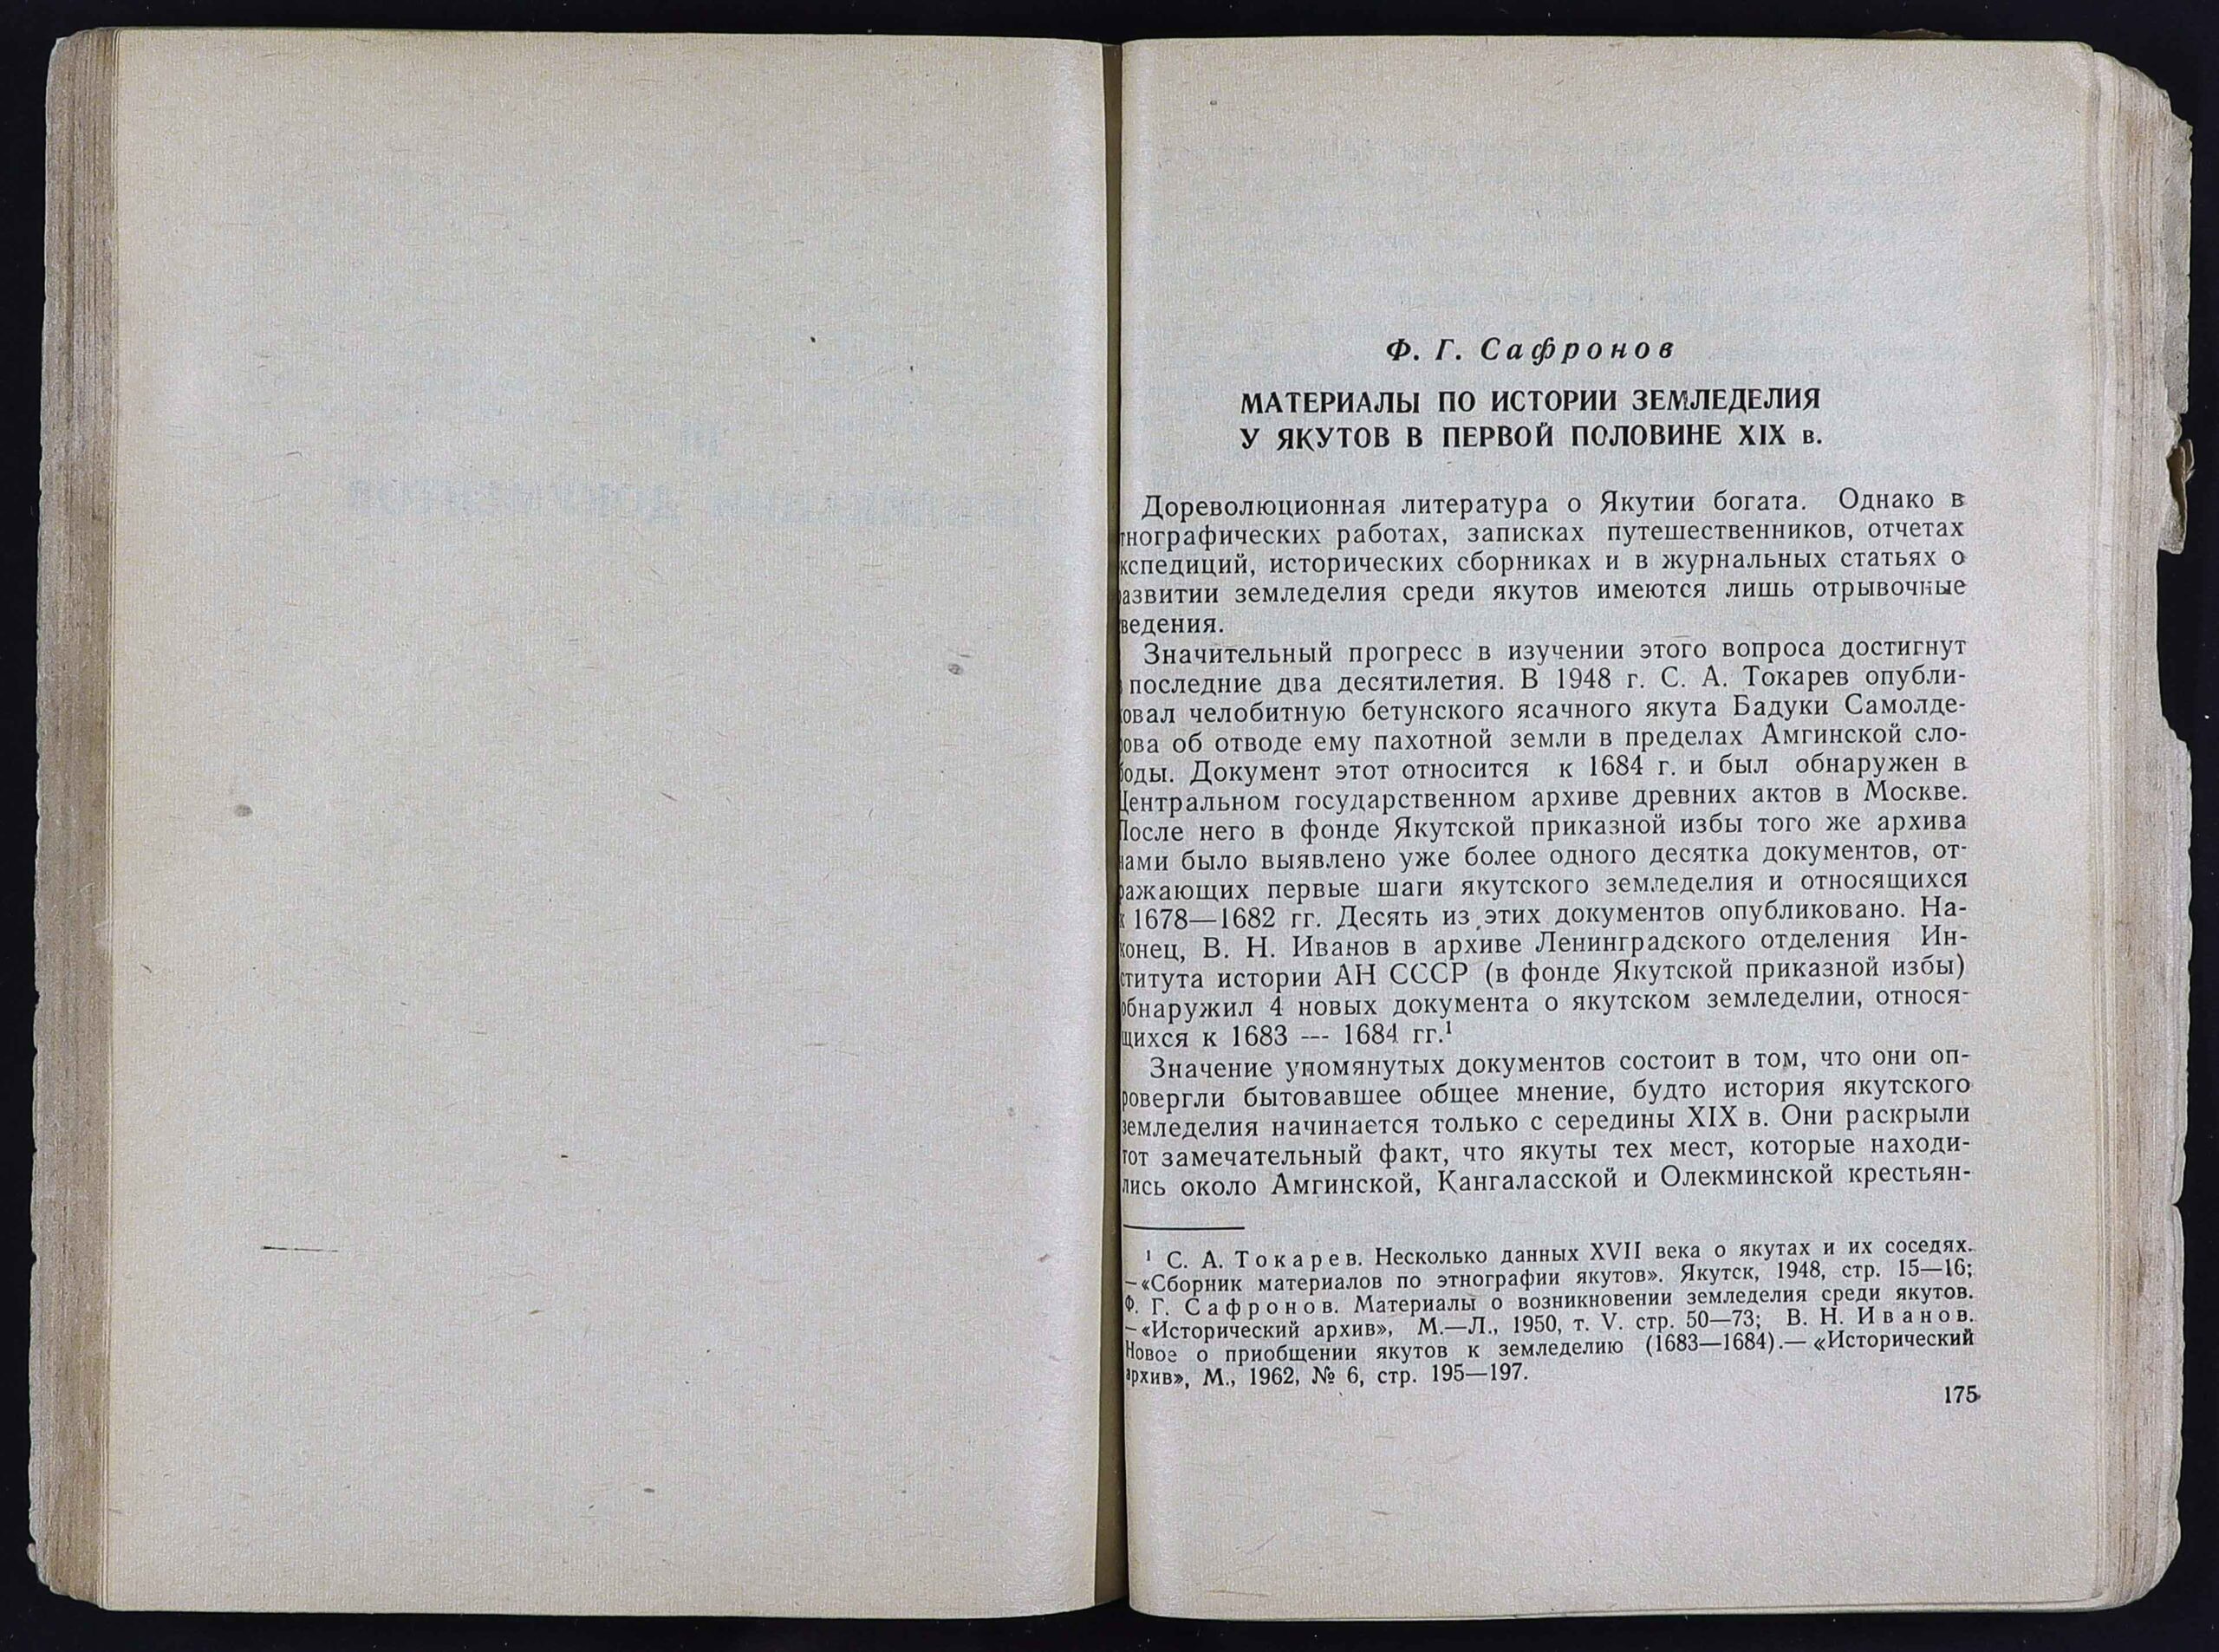 Ф. Г. Сафронов
МАТЕРИАЛЫ ПО ИСТОРИИ ЗЕМЛЕДЕЛИЯ
У ЯКУТОВ В ПЕРВОЙ ПОЛОВИНЕ XIX в.
Дореволюционная литература о Якутии богата. Однако в
тнографических работах, записках путешественников, отчетах
кспедиций, исторических сборниках и в журнальных статьях о
азвитии земледелия среди якутов имеются лишь отрывочные
ведения.
Значительный прогресс в изучении этого вопроса достигнут
в последние два десятилетия. В 1948 г. С. А. Токарев опубли-
ковал челобитную бетунского ясачного якута Бадуки Самолде-
рова об отводе ему пахотной земли в пределах Амгинской сло-
боды. Документ этот относится к 1684 г. и был обнаружен в
Центральном государственном архиве древних актов в Москве.
После него в фонде Якутской приказной избы того же архива
нами было выявлено уже более одного десятка документов, от-
ражающих первые шаги якутского земледелия и относящихся
к 1678—1682 гг. Десять из этих документов опубликовано. На-
конец, В. Н. Иванов в архиве Ленинградского отделения Ин-
ститута истории АН СССР (в фонде Якутской приказной избы)
обнаружил 4 новых документа о якутском земледелии, относя-
щихся к 1683 --- 1684 гг.¹
Значение упомянутых документов состоит в том, что они оп-
ровергли бытовавшее общее мнение, будто история якутского
земледелия начинается только с середины XIX в. Они раскрыли
тот замечательный факт, что якуты тех мест, которые находи-
лись около Амгинской, Кангаласской и Олекминской крестьян-
¹ С. А. Токарев. Несколько данных XVII века о якутах и их соседях.
—«Сборник материалов по этнографии якутов». Якутск, 1948, стр. 15—16;
Ф. Г. Сафронов. Материалы о возникновении земледелия среди якутов.
—«Исторический архив», М.—Л., 1950, т. V. стр. 50—73; В. Н. Иванов.
Новое о приобщении якутов к земледелию (1683—1684).— «Исторический
архив», М., 1962, № 6, стр. 195—197.
175